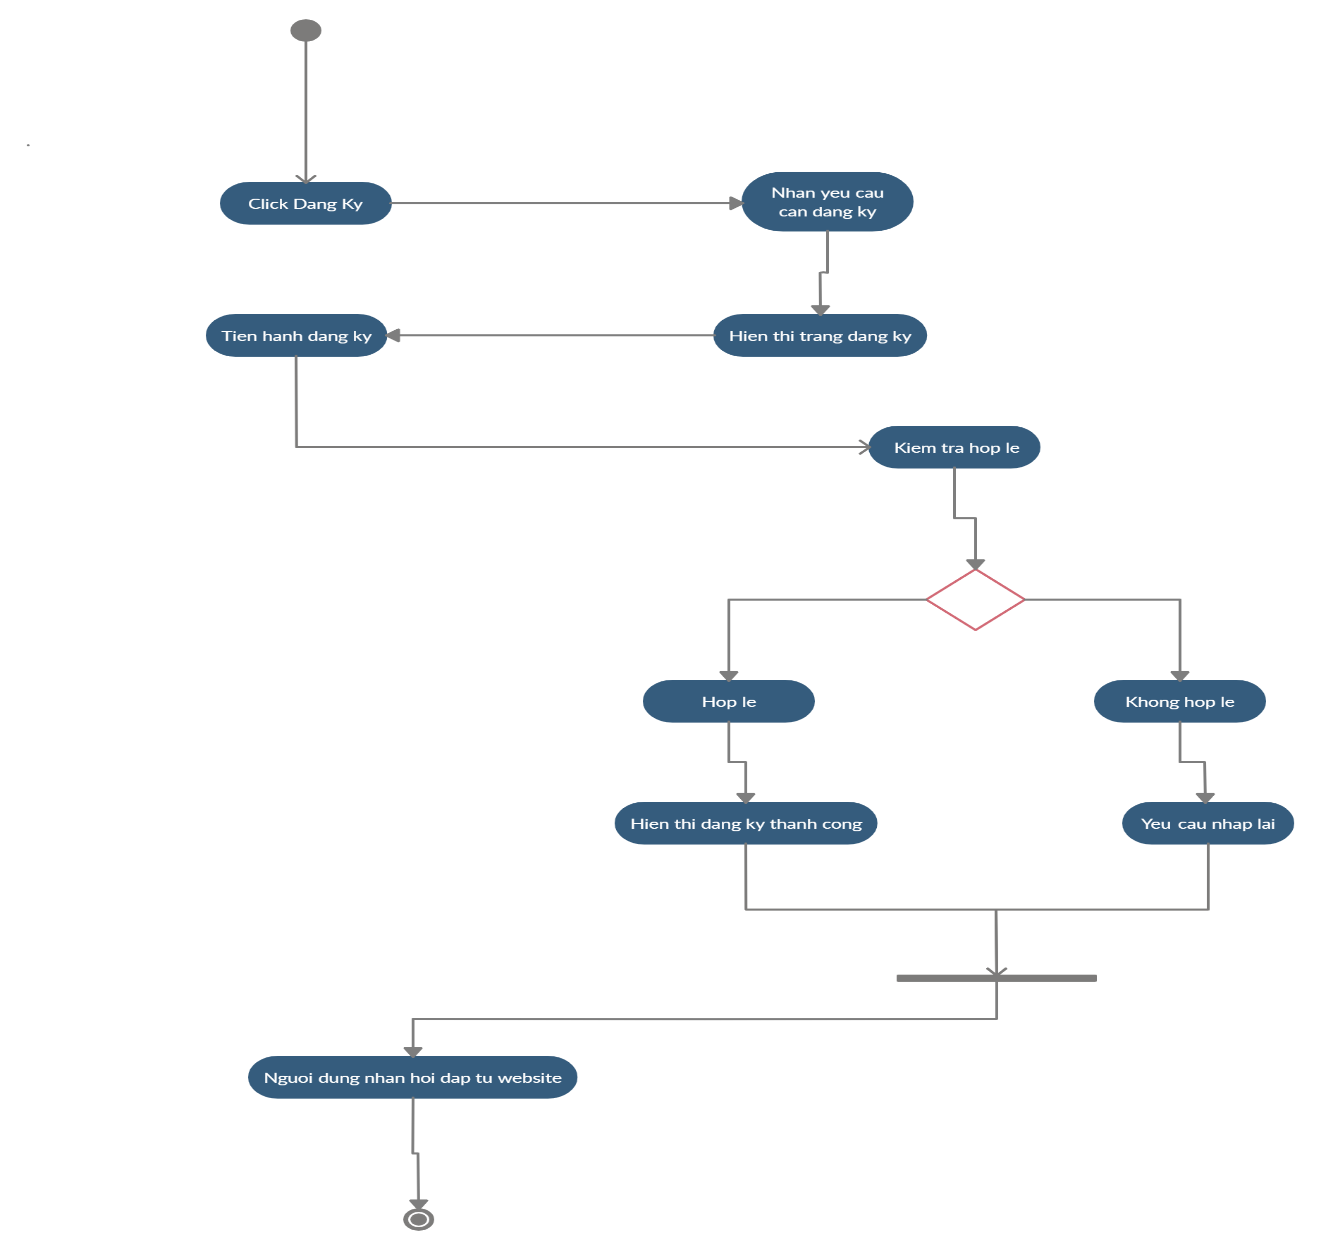 Click Dang Ky
Nhan yeu cau
can dang ky
Tien hanh dang ky
Hien thi trang dang ky
Kiem tra hop le
Hop le
Khong hop le
Hien thi dang ky thanh cong
Yeu cau nhap lai
Nguoi dung nhan hoi dap tu website